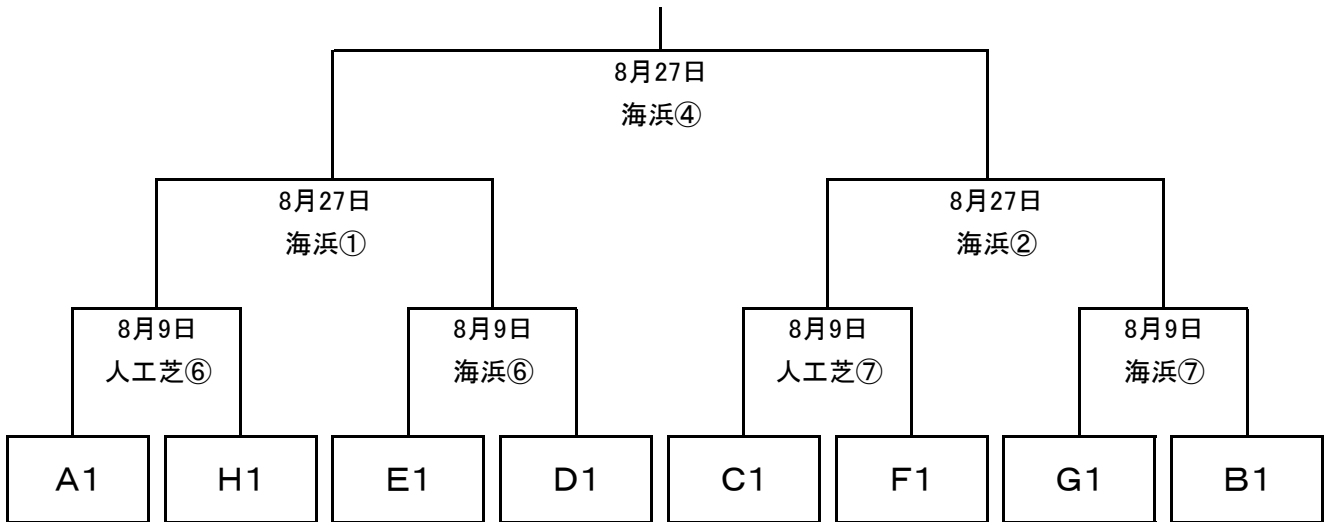 8月27日
海浜④
8月27日
海浜①
8月27日
海浜②
8月9日
人工芝⑥
8月9日
海浜⑥
8月9日
人工芝⑦
8月9日
海浜⑦
A1
H1
E1
D1
C1
F1
G1
B1